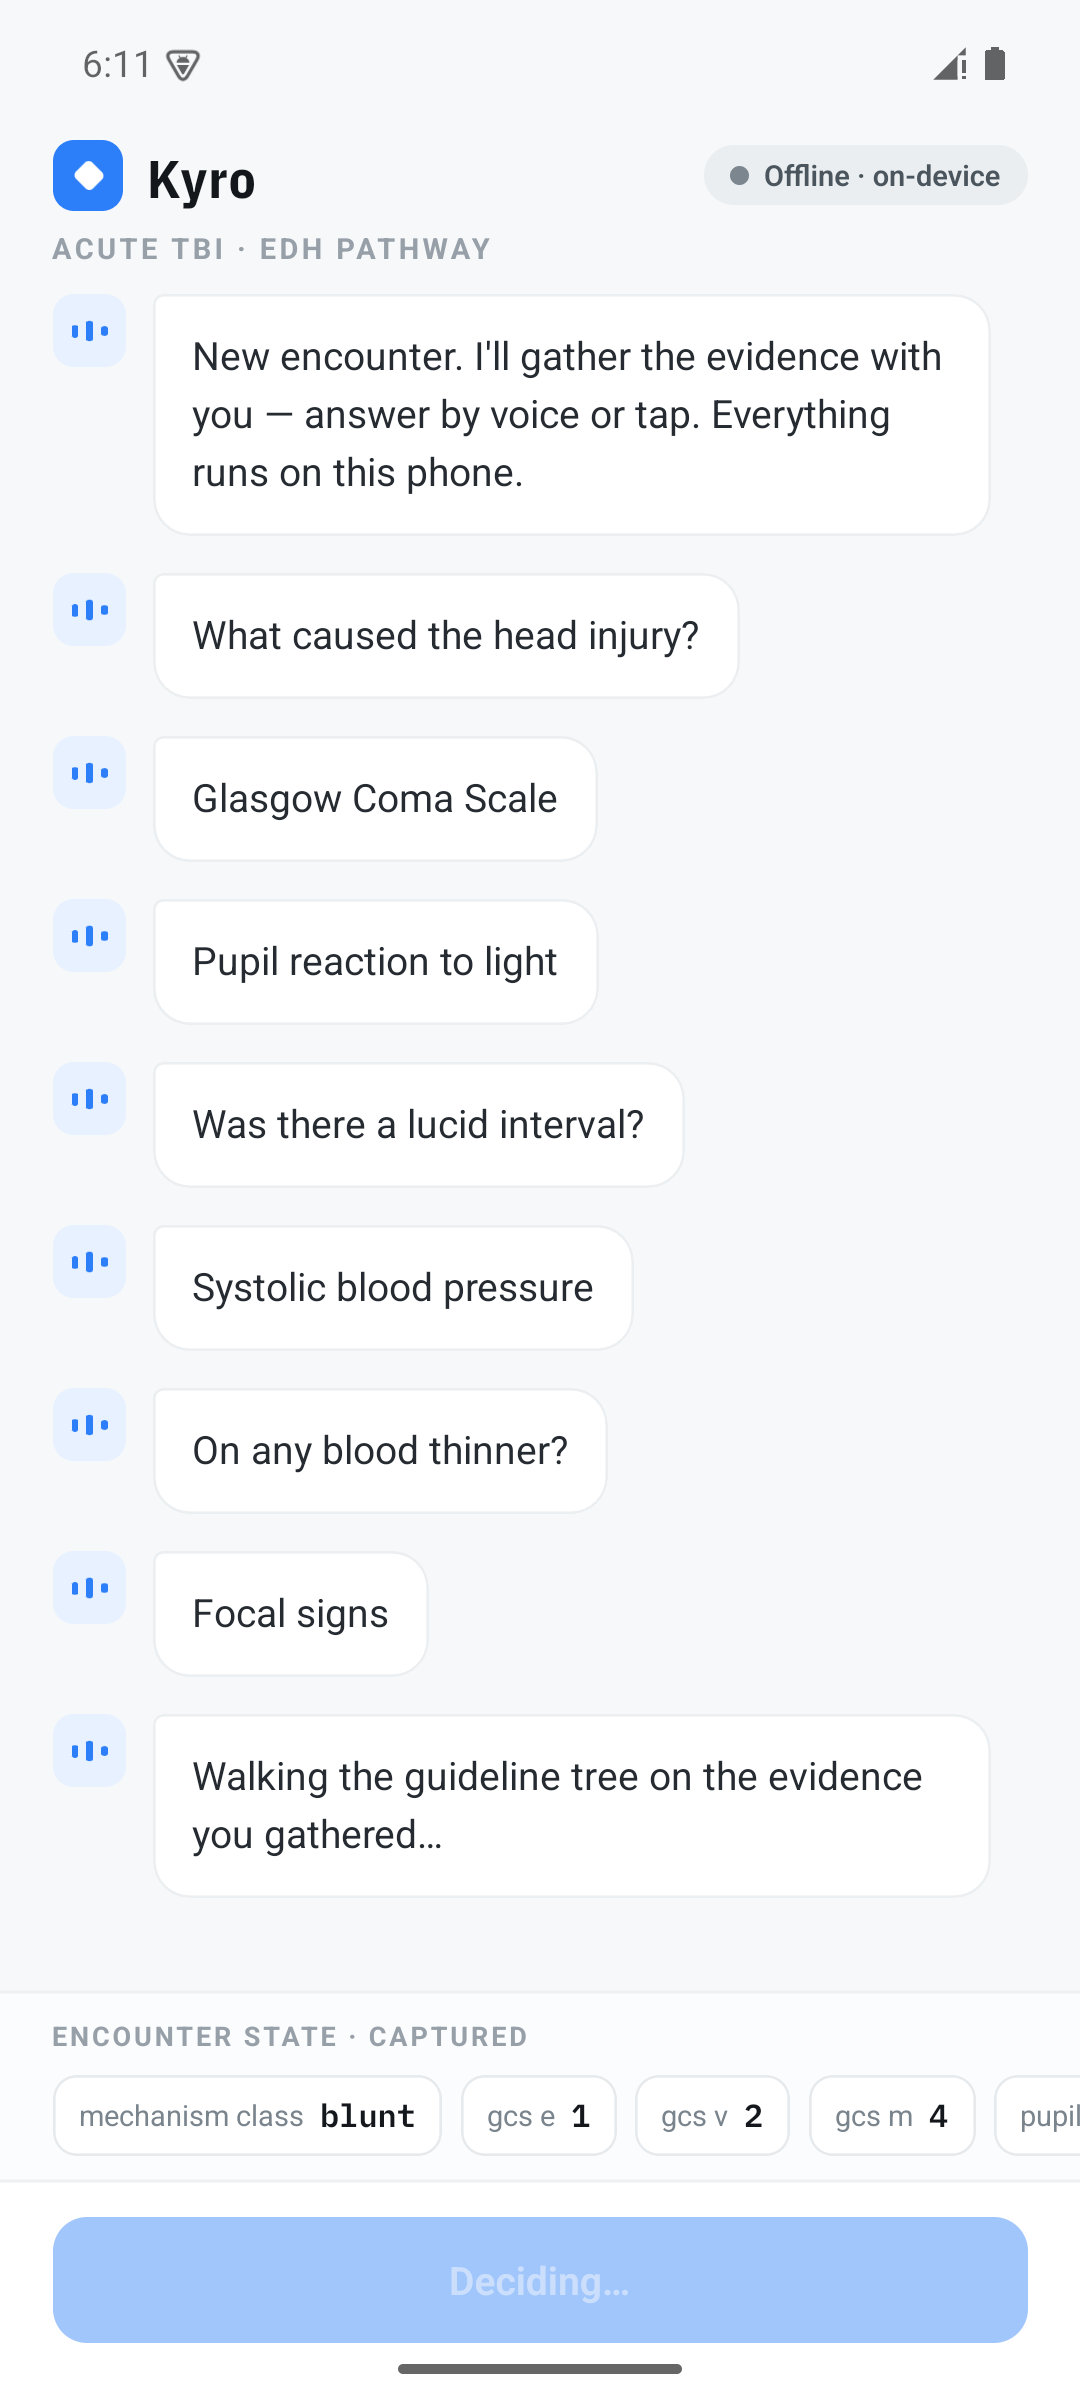 6:11
Kyro
Offline · on-device
ACUTE TBI · EDH PATHWAY
New encounter. I'll gather the evidence with
you — answer by voice or tap. Everything
runs on this phone.
What caused the head injury?
Glasgow Coma Scale
Pupil reaction to light
Was there a lucid interval?
Systolic blood pressure
On any blood thinner?
Focal signs
Walking the guideline tree on the evidence
you gathered…
ENCOUNTER STATE · CAPTURED
mechanism class blunt
gcs e 1
gcs v 2
gcs m 4
pupil
Deciding…